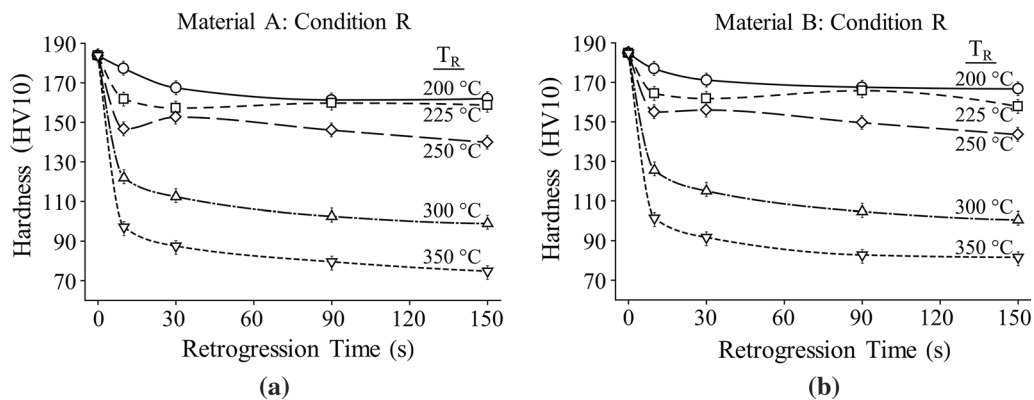 Material A: Condition R
Hardness (HV10)
190
170
150
130
110
90
70
T_R
200 °C
225 °C
250 °C
300 °C
350 °C
0 30 60 90 120 150
Retrogression Time (s)
(a)
Material B: Condition R
Hardness (HV10)
190
170
150
130
110
90
70
T_R
200 °C
225 °C
250 °C
300 °C
350 °C
0 30 60 90 120 150
Retrogression Time (s)
(b)